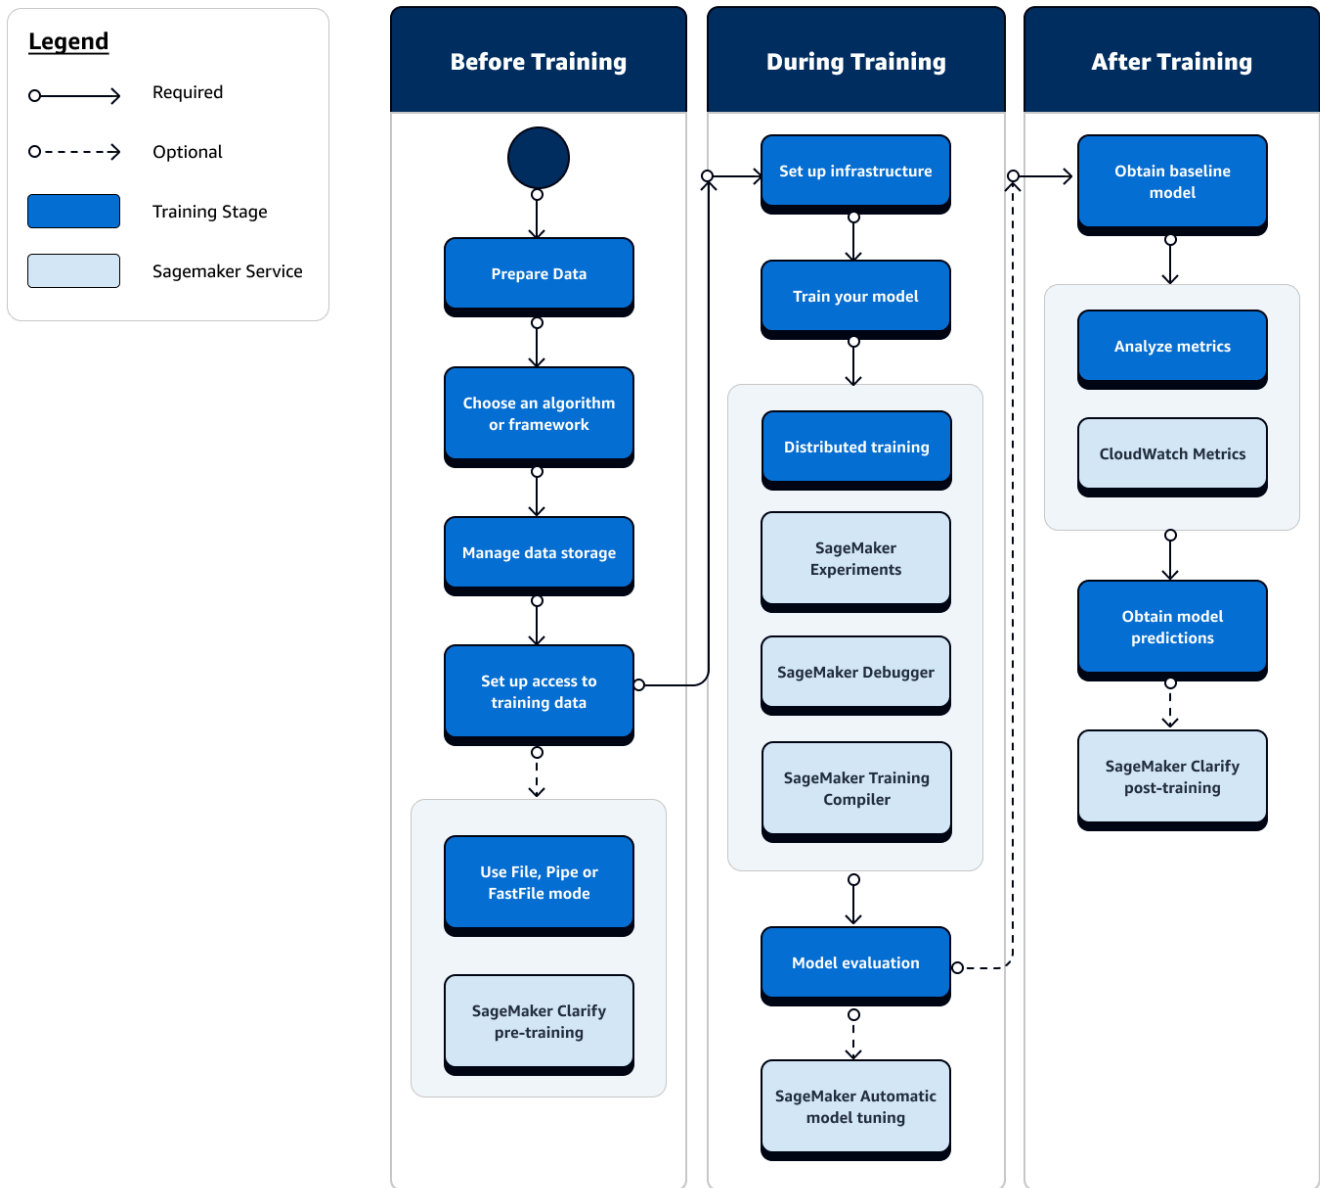 Legend
Required
Optional
Training Stage
Sagemaker Service
Before Training
Prepare Data
Choose an algorithm
or framework
Manage data storage
Set up access to
training data
Use File, Pipe or
FastFile mode
SageMaker Clarify
pre-training
During Training
Set up infrastructure
Train your model
Distributed training
SageMaker
Experiments
SageMaker Debugger
SageMaker Training
Compiler
Model evaluation
SageMaker Automatic
model tuning
After Training
Obtain baseline
model
Analyze metrics
CloudWatch Metrics
Obtain model
predictions
SageMaker Clarify
post-training